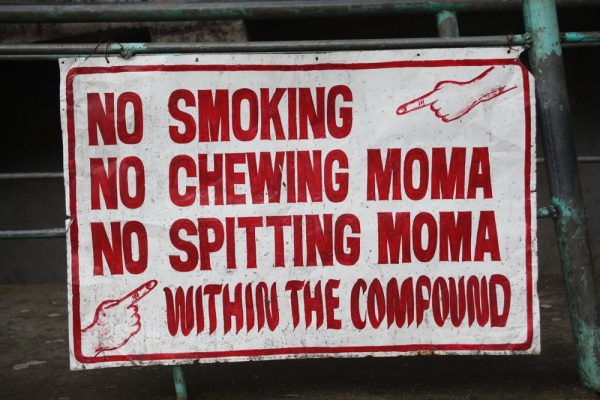 NO SMOKING
NO CHEWING MOMA
NO SPITTING MOMA
WITHIN THE COMPOUND